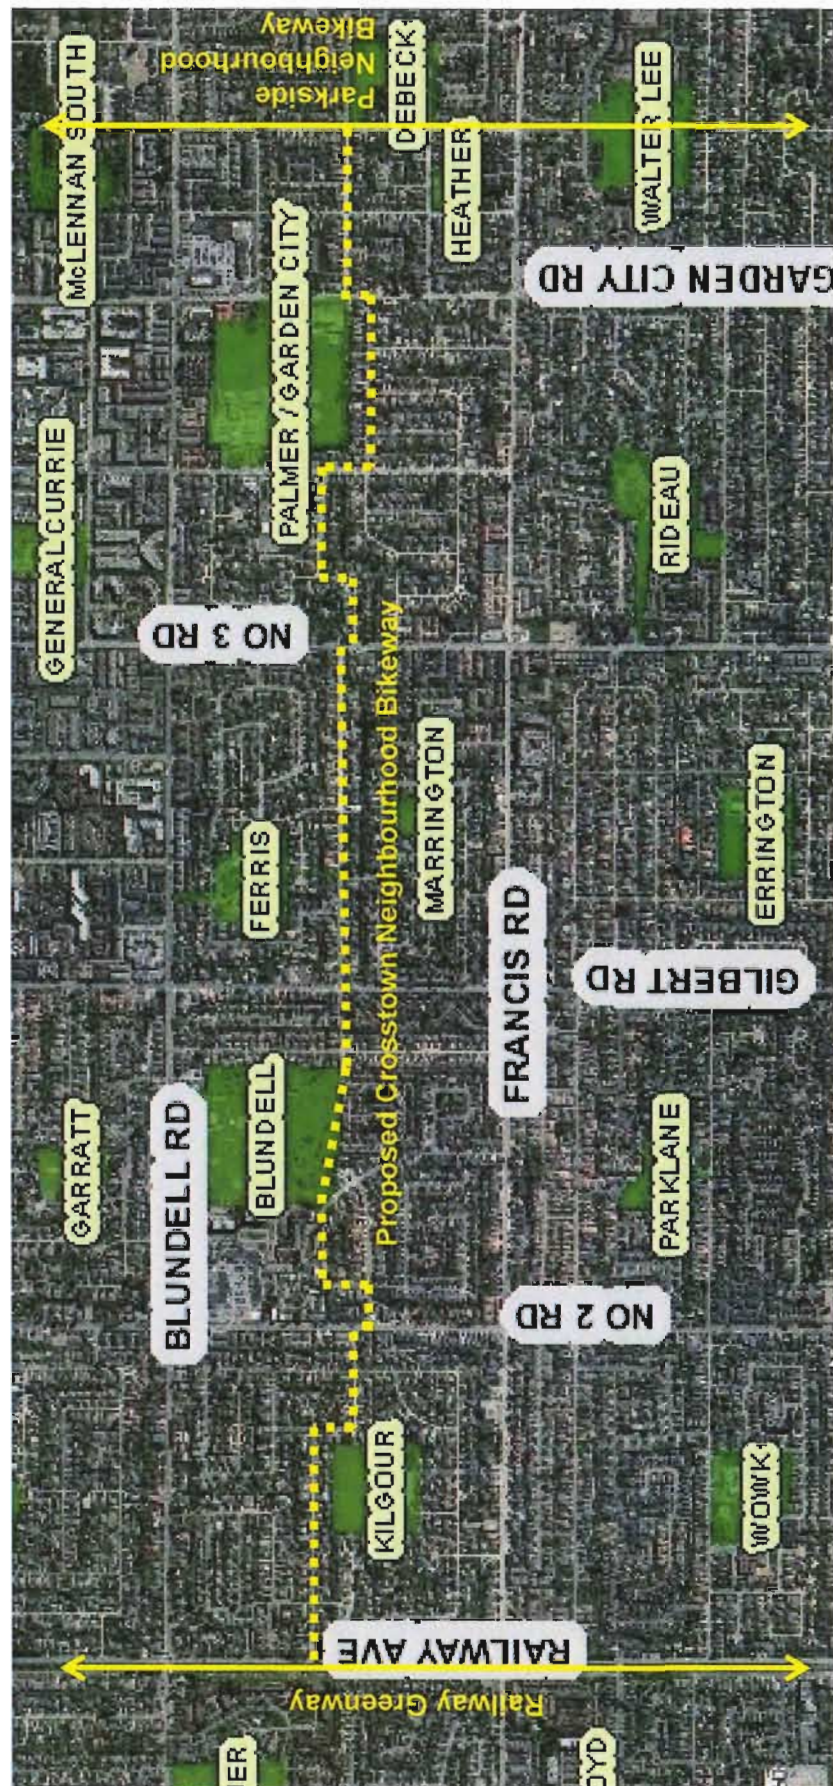 GARRATT
GENERAL CURRIE
McLENNAN SOUTH
BLUNDELL RD
NO 3 RD
BLUNDELL
FERRIS
PALMER / GARDEN CITY
Parkside
Neighbourhood
Bikeway
Railway Greenway
RAILWAY AVE
KILGOUR
Proposed Crosstown Neighbourhood Bikeway
MARRINGTON
DEBECK
HEATHER
NO 2 RD
FRANCIS RD
GILBERT RD
GARDEN CITY RD
PARKLANE
RIDEAU
WALTER LEE
WOWK
ERRINGTON